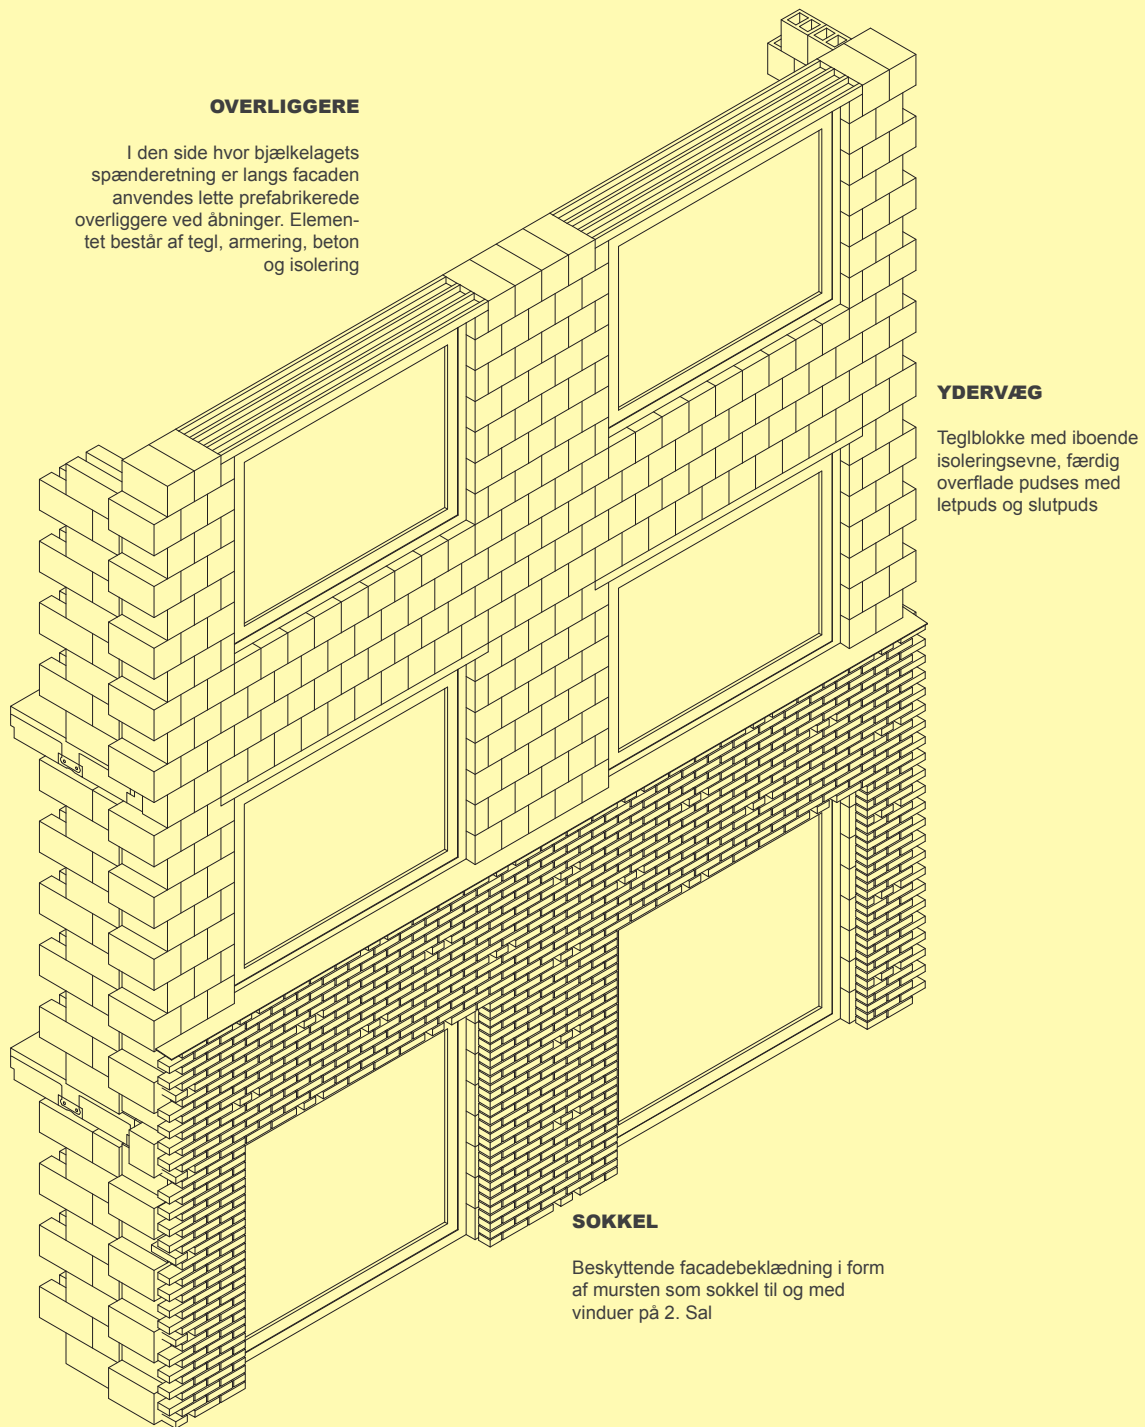 OVERLIGGERE
I den side hvor bjælkelagets
spænderetning er langs facaden
anvendes lette prefabrikerede
overliggere ved åbninger. Elemen-
tet består af tegl, armering, beton
og isolering
YDERVÆG
Teglblokke med iboende
isoleringsevne, færdig
overflade pudses med
letpuds og slutpuds
SOKKEL
Beskyttende facadebeklædning i form
af mursten som sokkel til og med
vinduer på 2. Sal